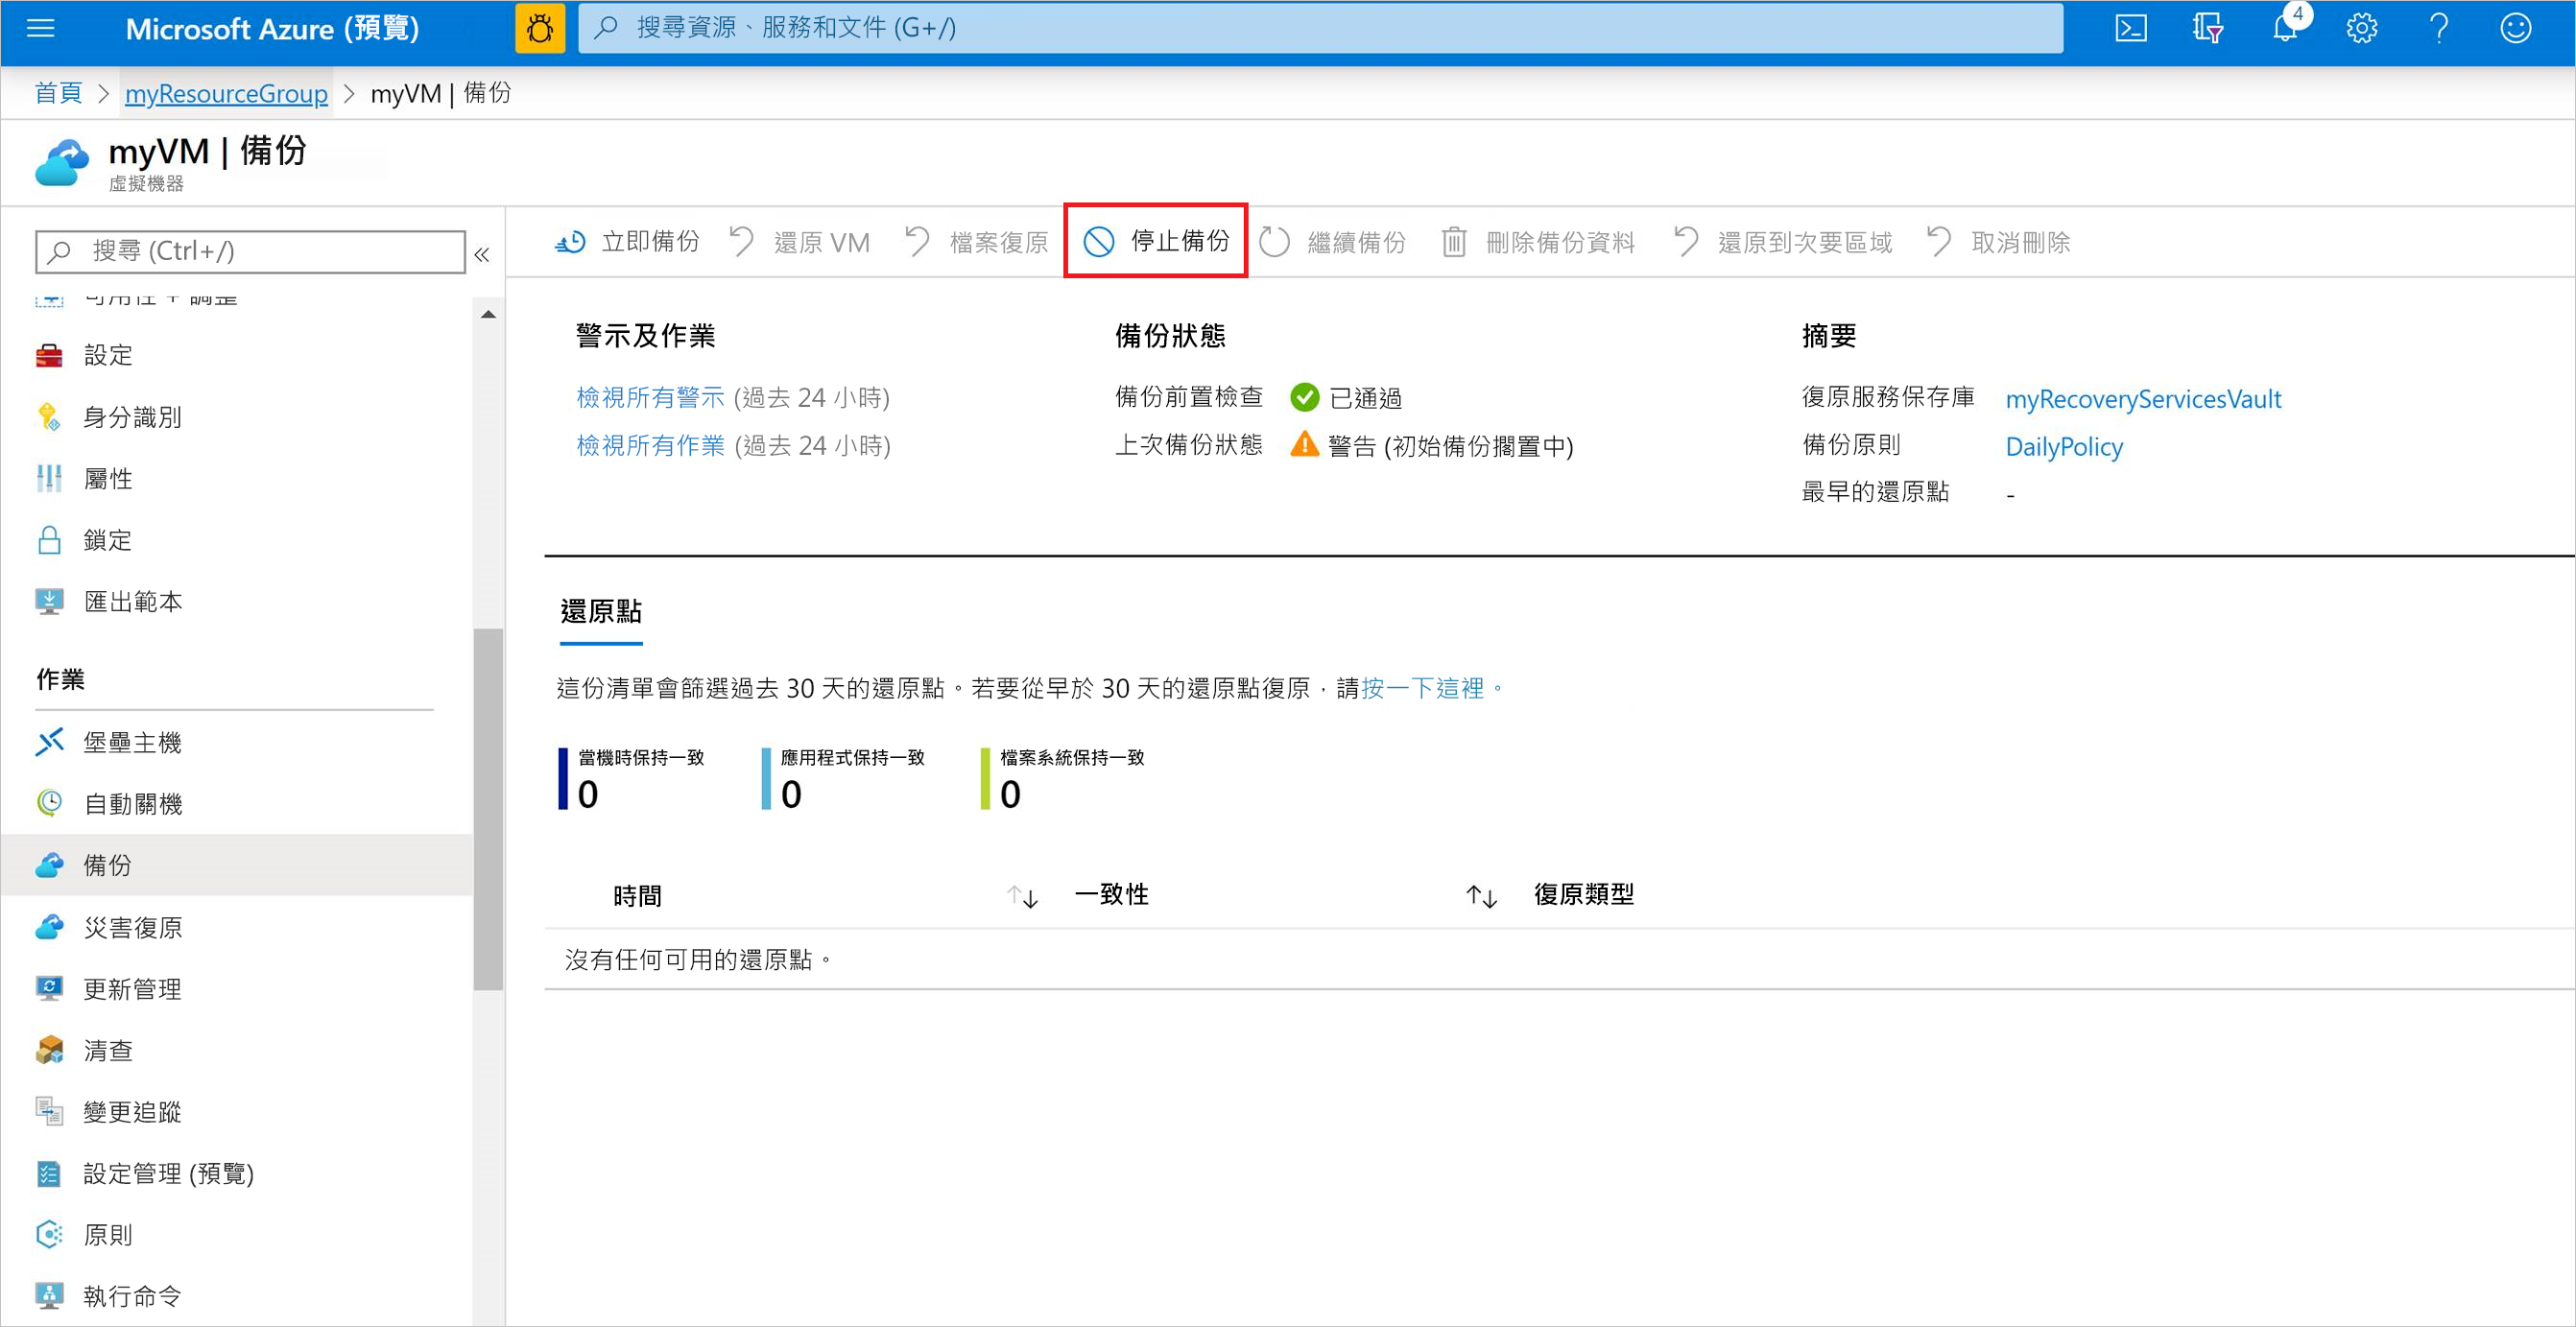 Microsoft Azure (預覽)
搜尋資源、服務和文件 (G+/)
4
首頁 > myResourceGroup > myVM | 備份
myVM | 備份
虛擬機器
搜尋 (Ctrl+/)
«
立即備份 還原 VM 檔案復原 停止備份 繼續備份 刪除備份資料 還原到次要區域 取消刪除
可用性 + 調整
設定
身分識別
屬性
鎖定
匯出範本
作業
堡壘主機
自動關機
備份
災害復原
更新管理
清查
變更追蹤
設定管理 (預覽)
原則
執行命令
警示及作業
檢視所有警示 (過去 24 小時)
檢視所有作業 (過去 24 小時)
備份狀態
備份前置檢查 已通過
上次備份狀態 警告 (初始備份擱置中)
摘要
復原服務保存庫 myRecoveryServicesVault
備份原則 DailyPolicy
最早的還原點 -
還原點
這份清單會篩選過去 30 天的還原點。若要從早於 30 天的還原點復原，請按一下這裡。
當機時保持一致
0
應用程式保持一致
0
檔案系統保持一致
0
時間 ↑↓ 一致性 ↑↓ 復原類型
沒有任何可用的還原點。